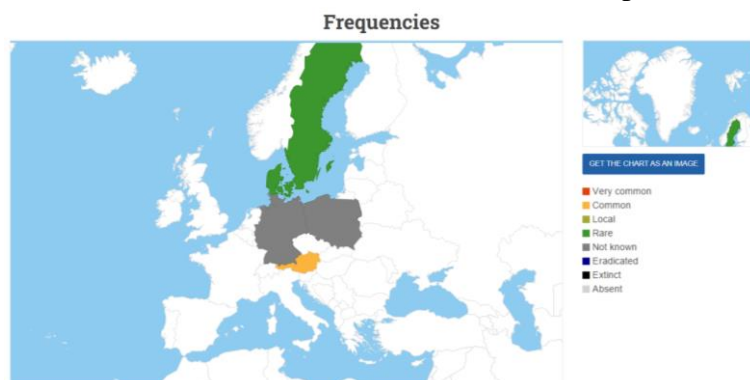 Frequencies
GET THE CHART AS AN IMAGE
Very common
Common
Local
Rare
Not known
Eradicated
Extinct
Absent